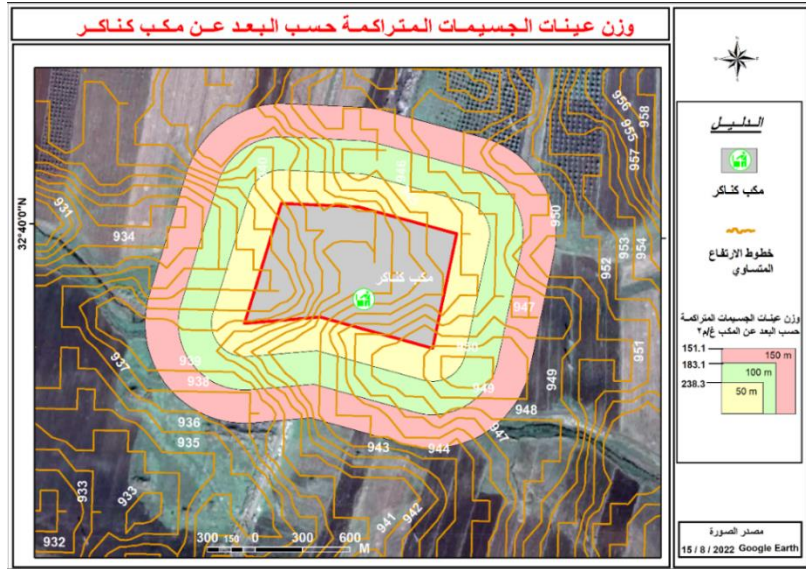 وزن عينات الجسيمات المتراكمة حسب البعد عن مكب كناكر
الدليل
مكب كناكر
خطوط الارتفاع
المتساوي
وزن عينات الجسيمات المتراكمة
حسب البعد عن المكب غ/م٢
151.1
150 m
183.1
100 m
238.3
50 m
مصدر الصورة
15 / 8 / 2022 Google Earth
32°40'0"N
مكب كناكر
956
955
958
957
931
934
950
953
954
952
947
951
939
938
937
949
949
948
947
936
935
943
944
933
933
932
941
942
300 150 0 300 600
M